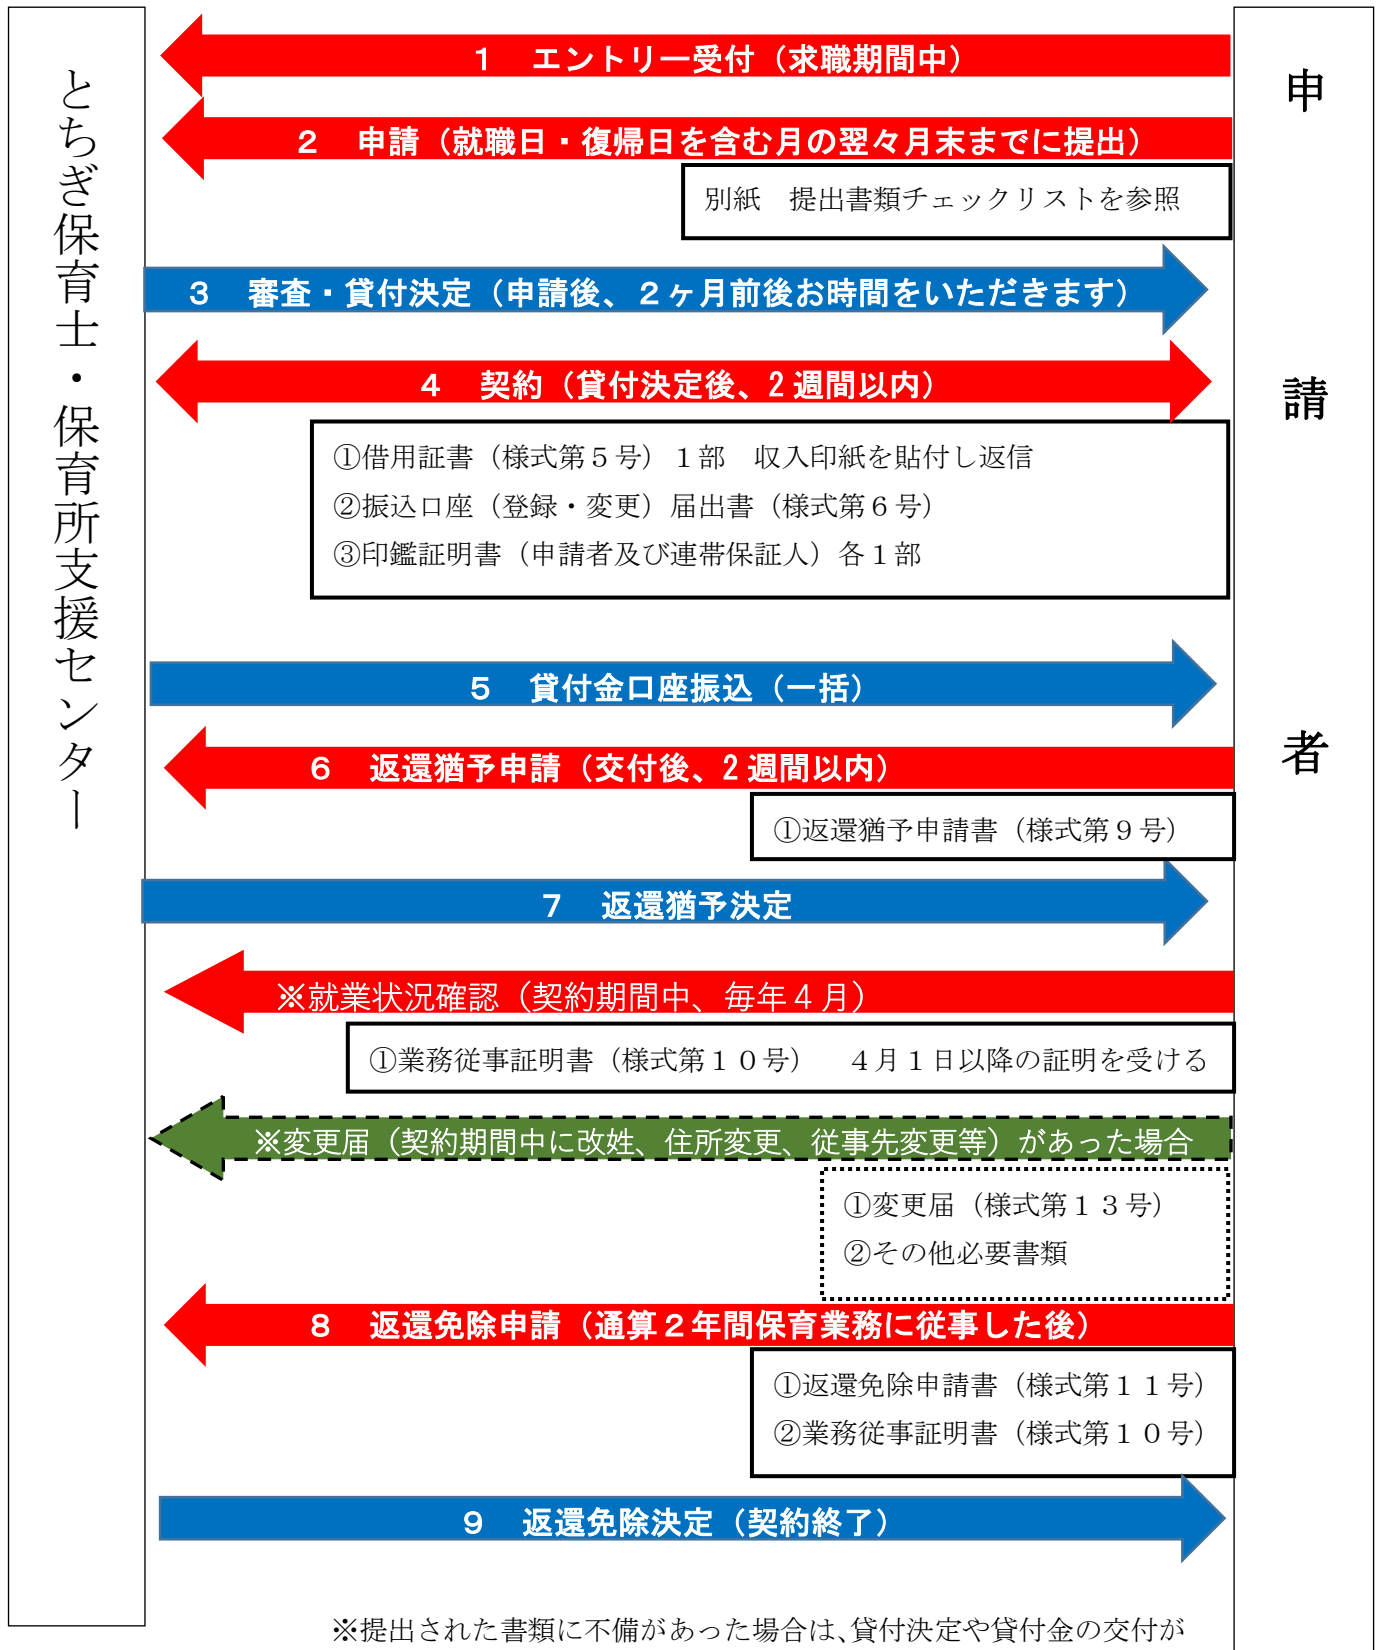 とちぎ保育士・保育所支援センター
申請者
１　エントリー受付（求職期間中）
２　申請（就職日・復帰日を含む月の翌々月末までに提出）
別紙　提出書類チェックリストを参照
３　審査・貸付決定（申請後、２ヶ月前後お時間をいただきます）
４　契約（貸付決定後、2 週間以内）
①借用証書（様式第５号）１部　収入印紙を貼付し返信
②振込口座（登録・変更）届出書（様式第６号）
③印鑑証明書（申請者及び連帯保証人）各１部
５　貸付金口座振込（一括）
６　返還猶予申請（交付後、2 週間以内）
①返還猶予申請書（様式第９号）
７　返還猶予決定
※就業状況確認（契約期間中、毎年４月）
①業務従事証明書（様式第１０号）　４月１日以降の証明を受ける
※変更届（契約期間中に改姓、住所変更、従事先変更等）があった場合
①変更届（様式第１３号）
②その他必要書類
８　返還免除申請（通算２年間保育業務に従事した後）
①返還免除申請書（様式第１１号）
②業務従事証明書（様式第１０号）
９　返還免除決定（契約終了）
※提出された書類に不備があった場合は、貸付決定や貸付金の交付が